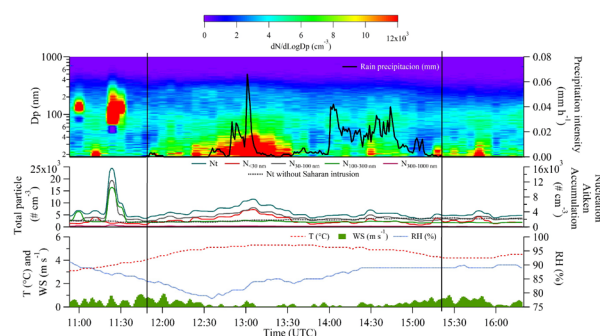 0 2 4 6 8 10 12x10³
dN/dLogDp (cm⁻³)
1000
100
Dp (nm)
Rain precipitacion (mm)
0.08
0.06
0.04
0.02
0.00
Precipitation intensity
(mm h⁻¹)
Nt N<30 nm N30-100 nm N100-300 nm N300-1000 nm
Nt without Saharan intrusion
25x10³
20
15
10
5
0
Total particle
(# cm⁻³)
16x10³
12
8
4
0
Nucleation
Aitken
Accumulation
(# cm⁻³)
T (°C) WS (m s⁻¹) RH (%)
6
4
2
0
T (°C) and
WS (m s⁻¹)
100
95
90
85
80
75
RH (%)
11:00 11:30 12:00 12:30 13:00 13:30 14:00 14:30 15:00 15:30 16:00
Time (UTC)